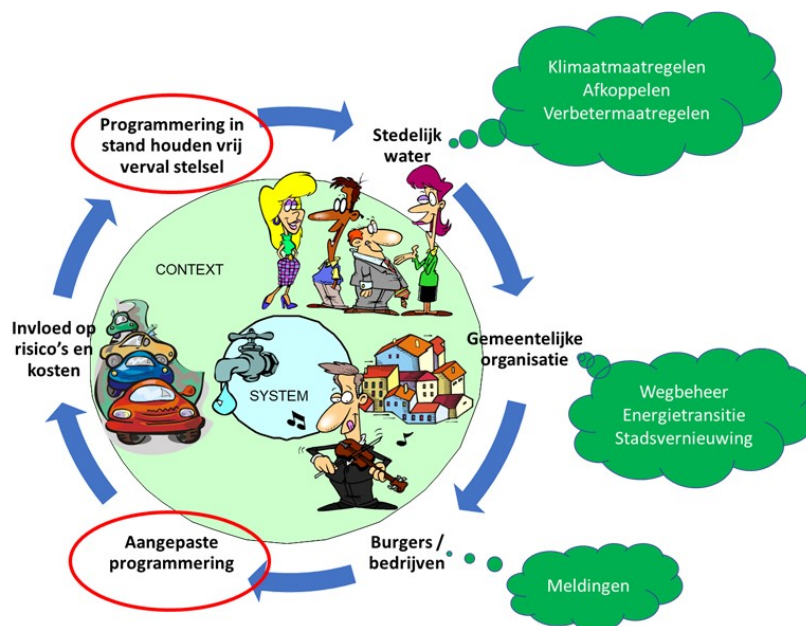 Programmering in
stand houden vrij
verval stelsel
Stedelijk
water
Klimaatmaatregelen
Afkoppelen
Verbetermaatregelen
CONTEXT
Invloed op
risico's en
kosten
SYSTEM
Gemeentelijke
organisatie
Wegbeheer
Energietransitie
Stadsvernieuwing
Aangepaste
programmering
Burgers /
bedrijven
Meldingen